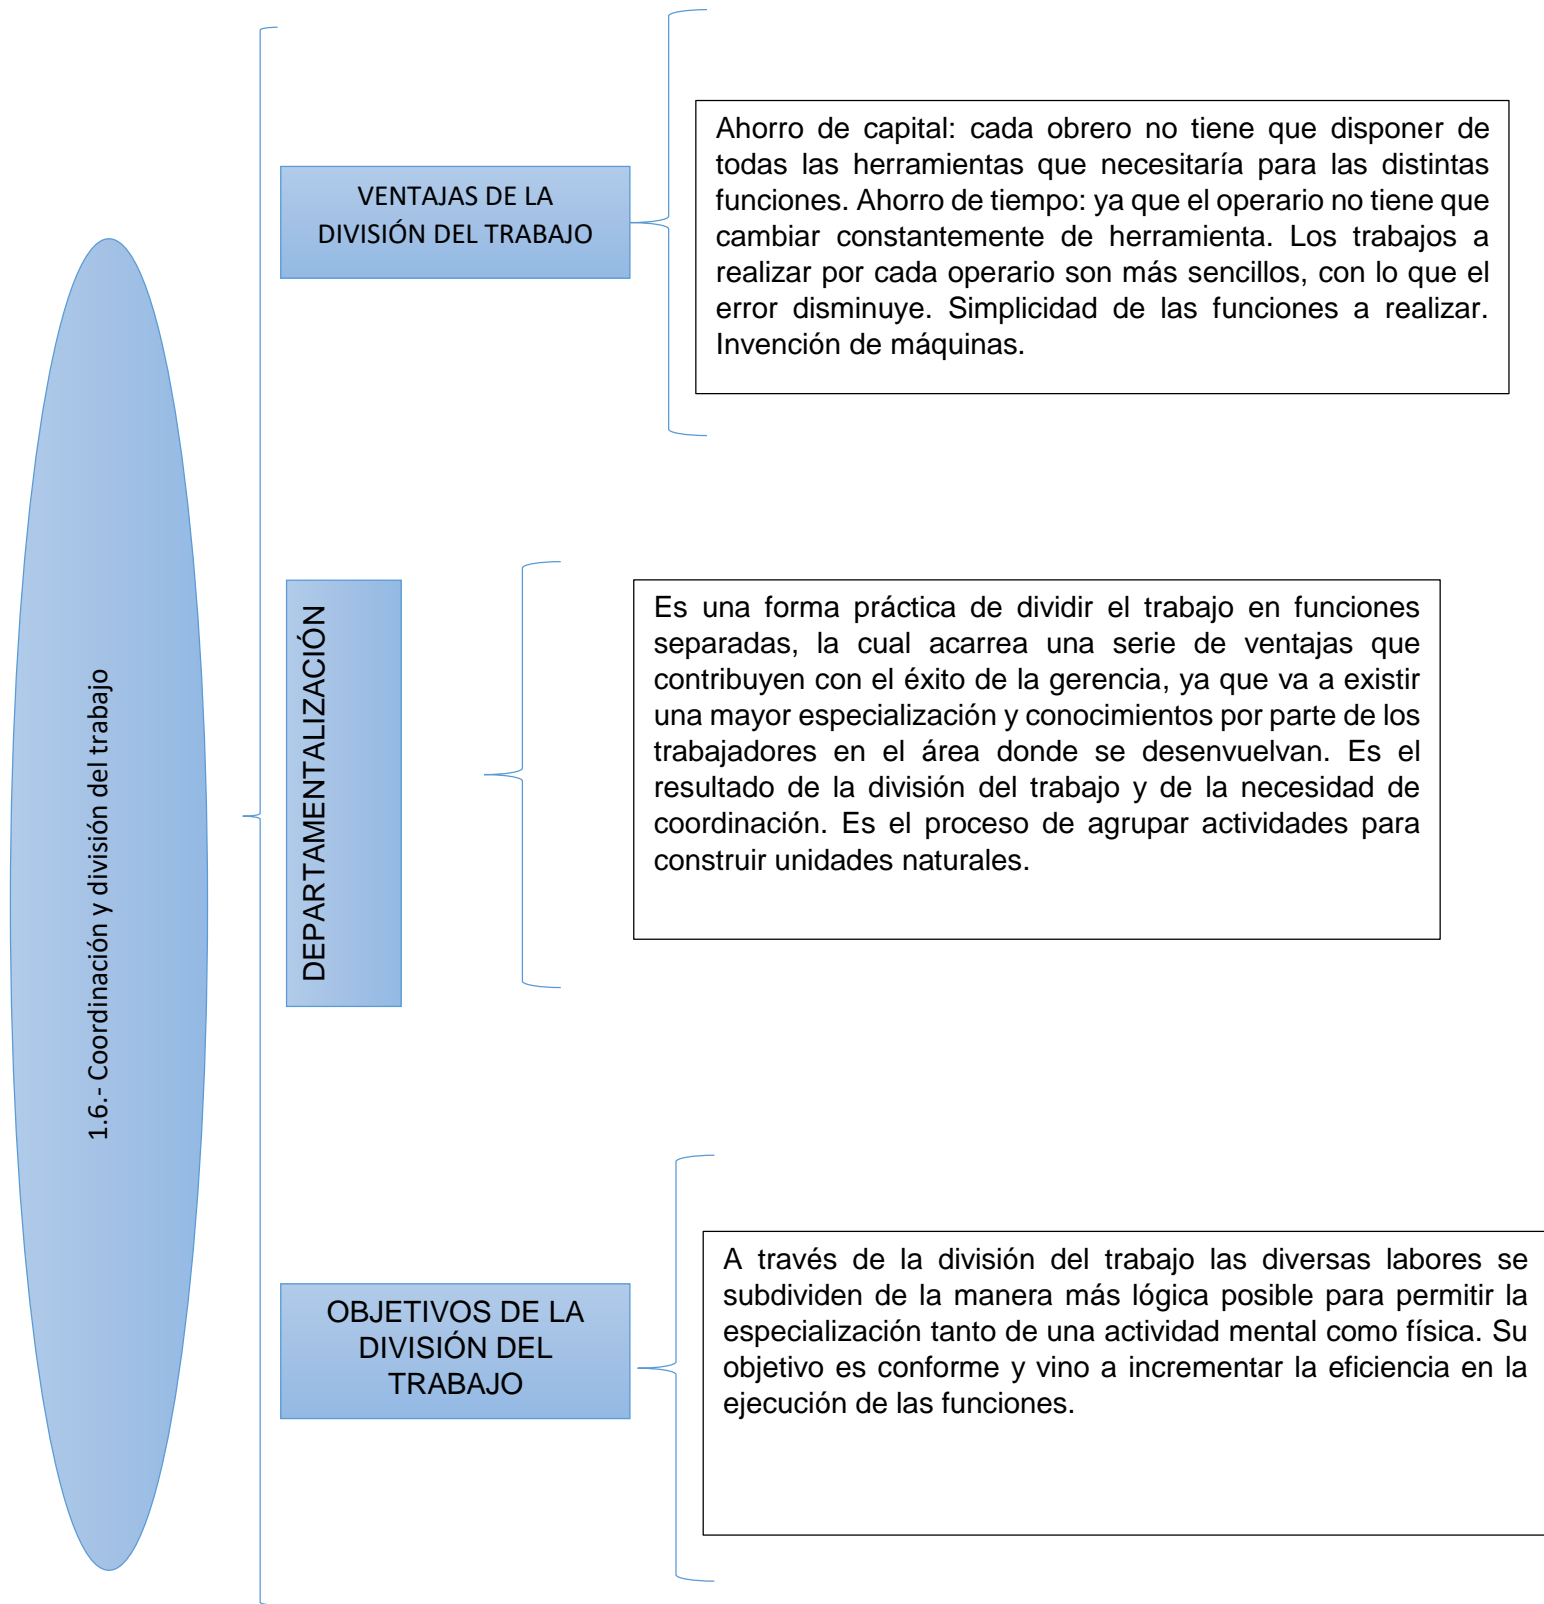 1.6.- Coordinación y división del trabajo
VENTAJAS DE LA
DIVISIÓN DEL TRABAJO
Ahorro de capital: cada obrero no tiene que disponer de
todas las herramientas que necesitaría para las distintas
funciones. Ahorro de tiempo: ya que el operario no tiene que
cambiar constantemente de herramienta. Los trabajos a
realizar por cada operario son más sencillos, con lo que el
error disminuye. Simplicidad de las funciones a realizar.
Invención de máquinas.
DEPARTAMENTALIZACIÓN
Es una forma práctica de dividir el trabajo en funciones
separadas, la cual acarrea una serie de ventajas que
contribuyen con el éxito de la gerencia, ya que va a existir
una mayor especialización y conocimientos por parte de los
trabajadores en el área donde se desenvuelvan. Es el
resultado de la división del trabajo y de la necesidad de
coordinación. Es el proceso de agrupar actividades para
construir unidades naturales.
OBJETIVOS DE LA
DIVISIÓN DEL
TRABAJO
A través de la división del trabajo las diversas labores se
subdividen de la manera más lógica posible para permitir la
especialización tanto de una actividad mental como física. Su
objetivo es conforme y vino a incrementar la eficiencia en la
ejecución de las funciones.